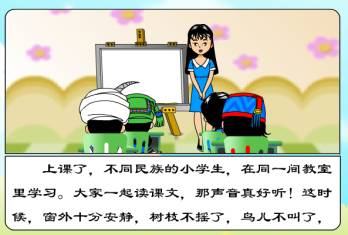 上课了，不同民族的小学生，在同一间教室
里学习。大家一起读课文，那声音真好听！这时
候，窗外十分安静，树枝不摇了，鸟儿不叫了，